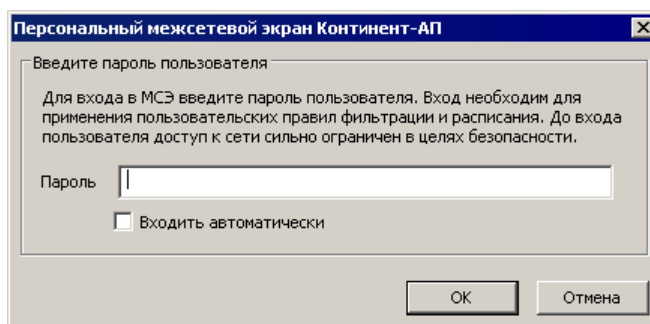 Персональный межсетевой экран Континент-АП
Введите пароль пользователя
Для входа в МСЭ введите пароль пользователя. Вход необходим для
применения пользовательских правил фильтрации и расписания. До входа
пользователя доступ к сети сильно ограничен в целях безопасности.
Пароль
Входить автоматически
OK
Отмена